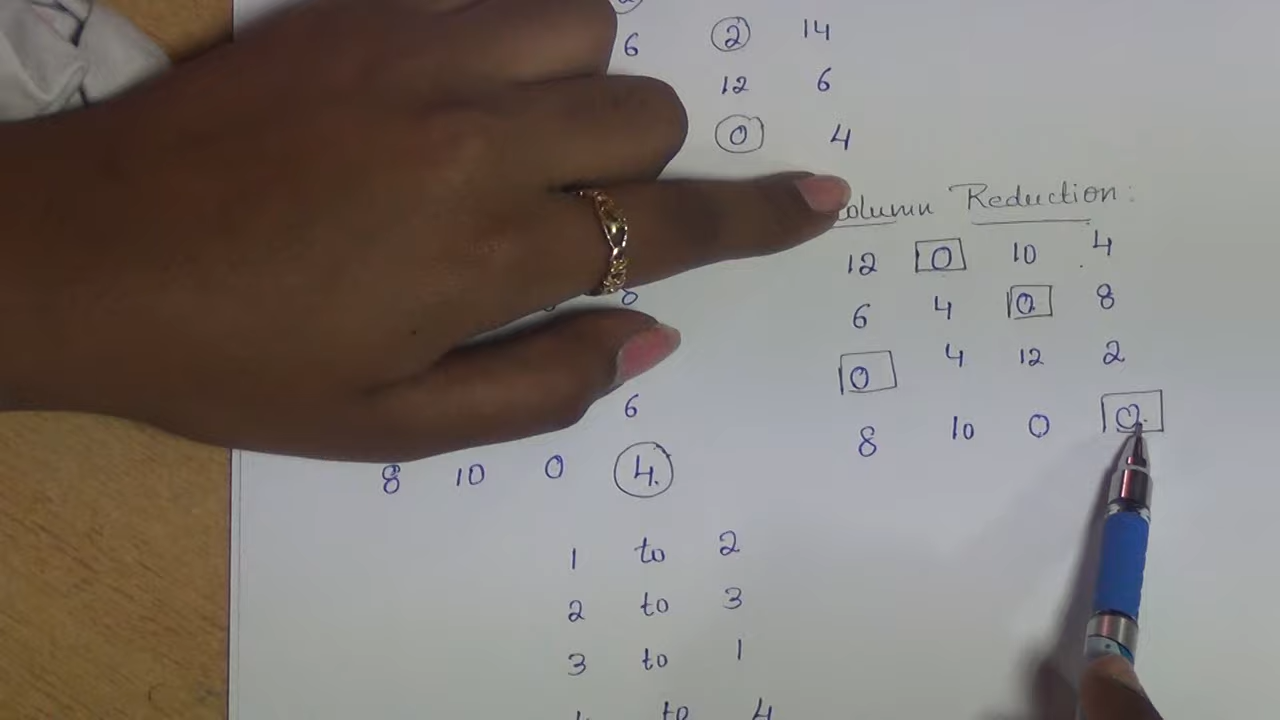 6 2 14
12 6
0 4
Column Reduction:
12 0 10 4
6 4 0 8
0 4 12 2
8 10 0 0
6
8 10 0 4
1 to 2
2 to 3
3 to 1
to 4